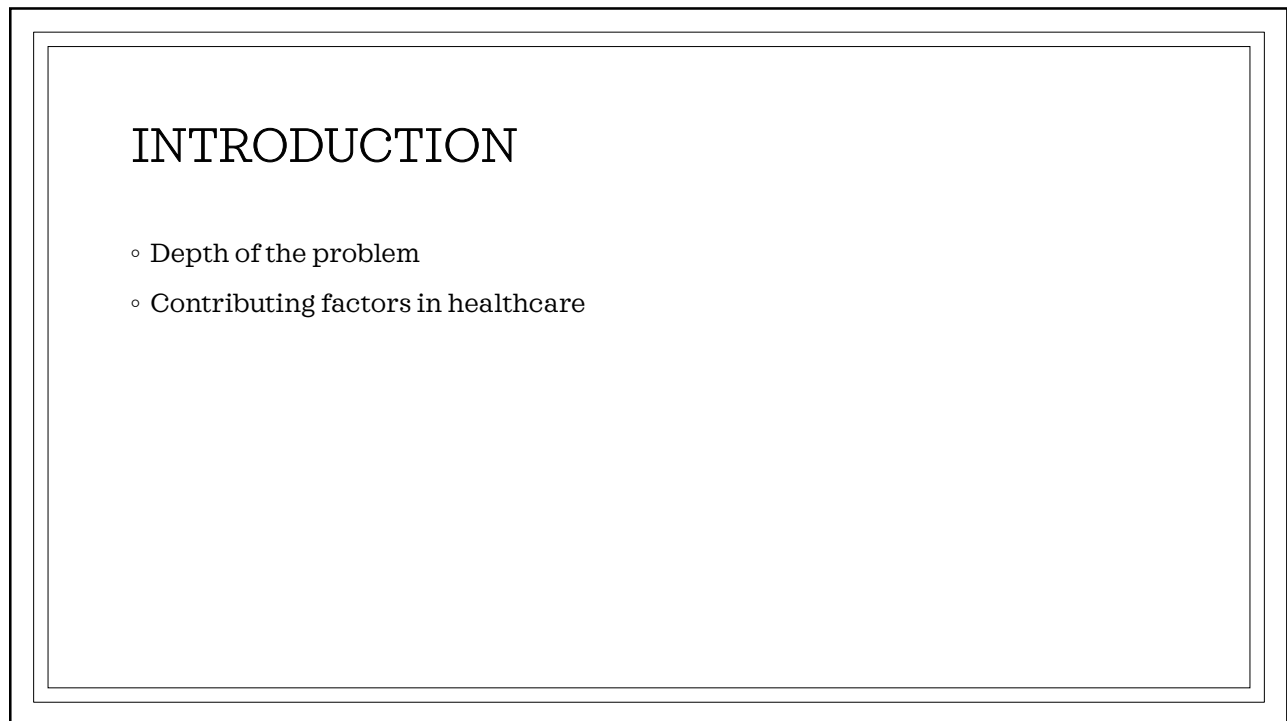 INTRODUCTION
◦ Depth of the problem
◦ Contributing factors in healthcare